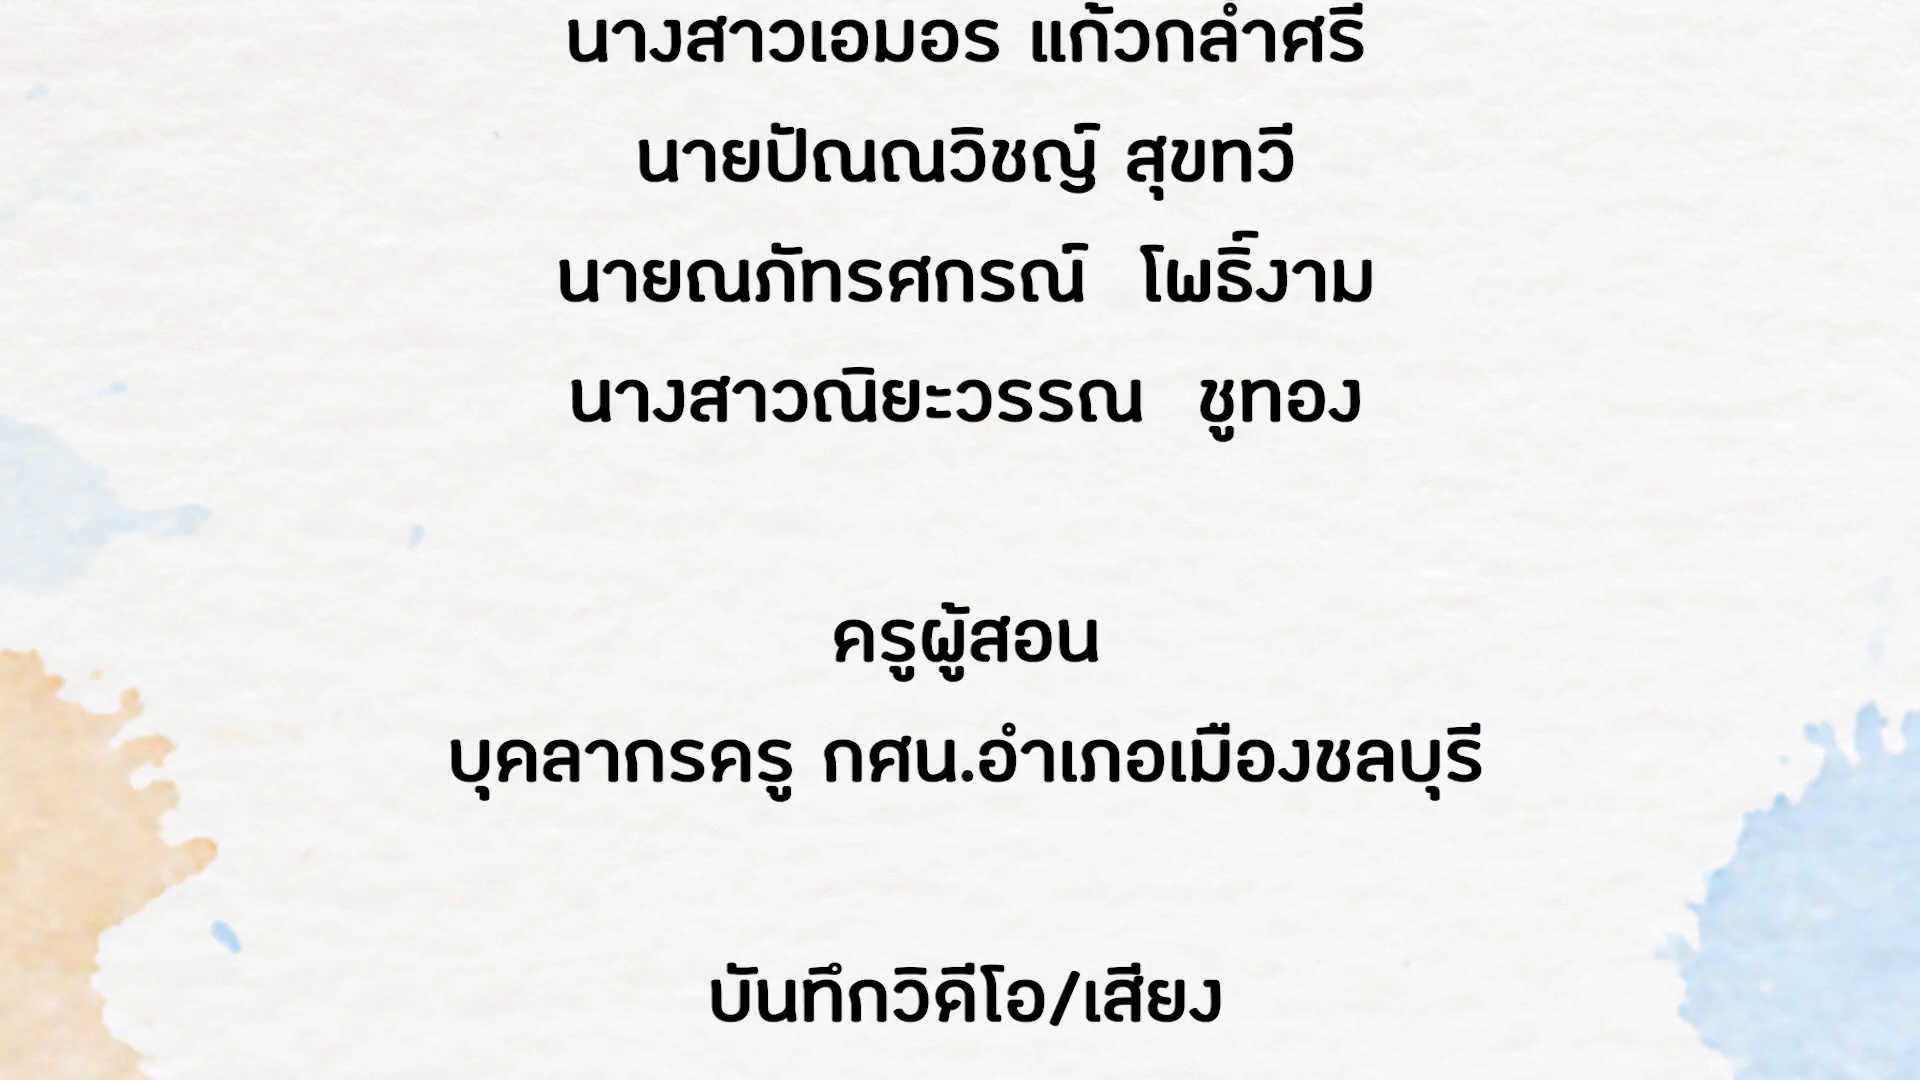 นางสาวเอมอร แก้วกล่ำศรี
นายปัณณวิชญ์ สุขทวี
นายณภัทรศกรณ์ โพธิ์งาม
นางสาวณิยะวรรณ ชูทอง
ครูผู้สอน
บุคลากรครู กศน.อำเภอเมืองชลบุรี
บันทึกวิดีโอ/เสียง